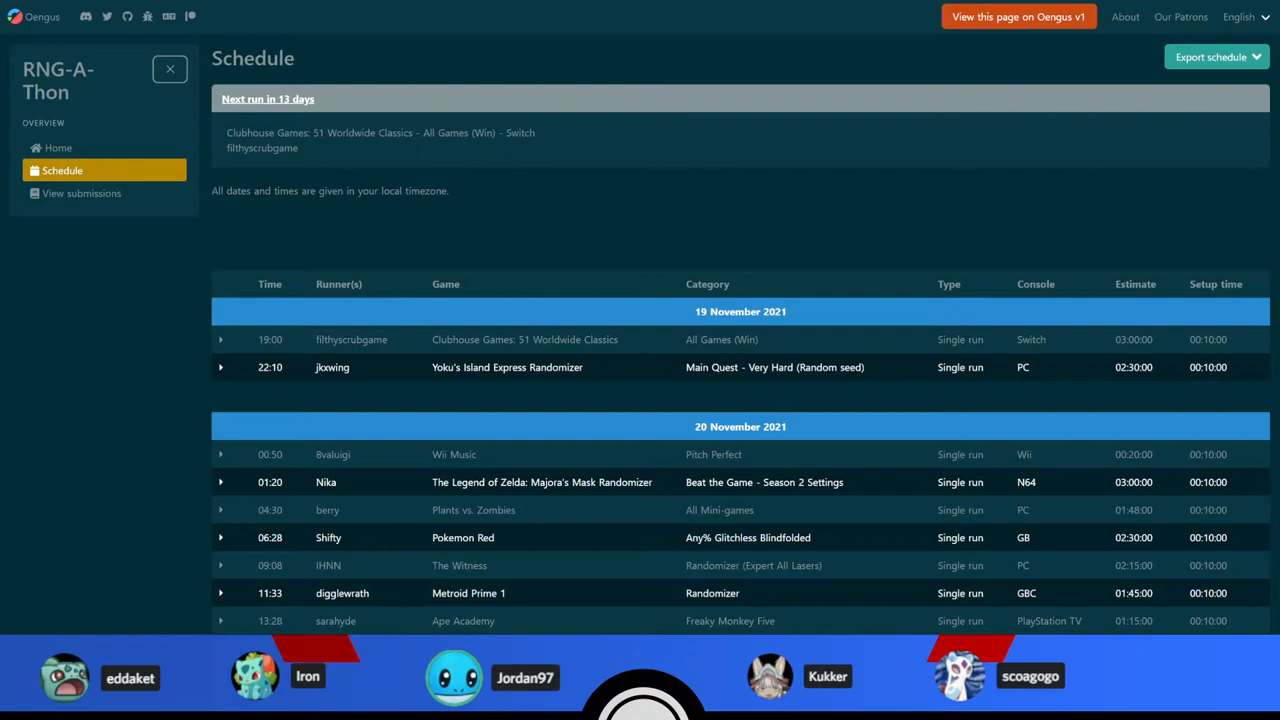 Oengus
View this page on Oengus v1
About
Our Patrons
English
RNG-A-
Thon
OVERVIEW
Home
Schedule
View submissions
Schedule
Export schedule
Next run in 13 days
Clubhouse Games: 51 Worldwide Classics - All Games (Win) - Switch
filthyscrubgame
All dates and times are given in your local timezone.
Time Runner(s) Game Category Type Console Estimate Setup time
19 November 2021
19:00 filthyscrubgame Clubhouse Games: 51 Worldwide Classics All Games (Win) Single run Switch 03:00:00 00:10:00
22:10 jkxwing Yoku's Island Express Randomizer Main Quest - Very Hard (Random seed) Single run PC 02:30:00 00:10:00
20 November 2021
00:50 8valuigi Wii Music Pitch Perfect Single run Wii 00:20:00 00:10:00
01:20 Nika The Legend of Zelda: Majora's Mask Randomizer Beat the Game - Season 2 Settings Single run N64 03:00:00 00:10:00
04:30 berry Plants vs. Zombies All Mini-games Single run PC 01:48:00 00:10:00
06:28 Shifty Pokemon Red Any% Glitchless Blindfolded Single run GB 02:30:00 00:10:00
09:08 IHNN The Witness Randomizer (Expert All Lasers) Single run PC 02:15:00 00:10:00
11:33 digglewrath Metroid Prime 1 Randomizer Single run GBC 01:45:00 00:10:00
13:28 sarahyde Ape Academy Freaky Monkey Five Single run PlayStation TV 01:15:00 00:10:00
eddaket
Iron
Jordan97
Kukker
scoagogo